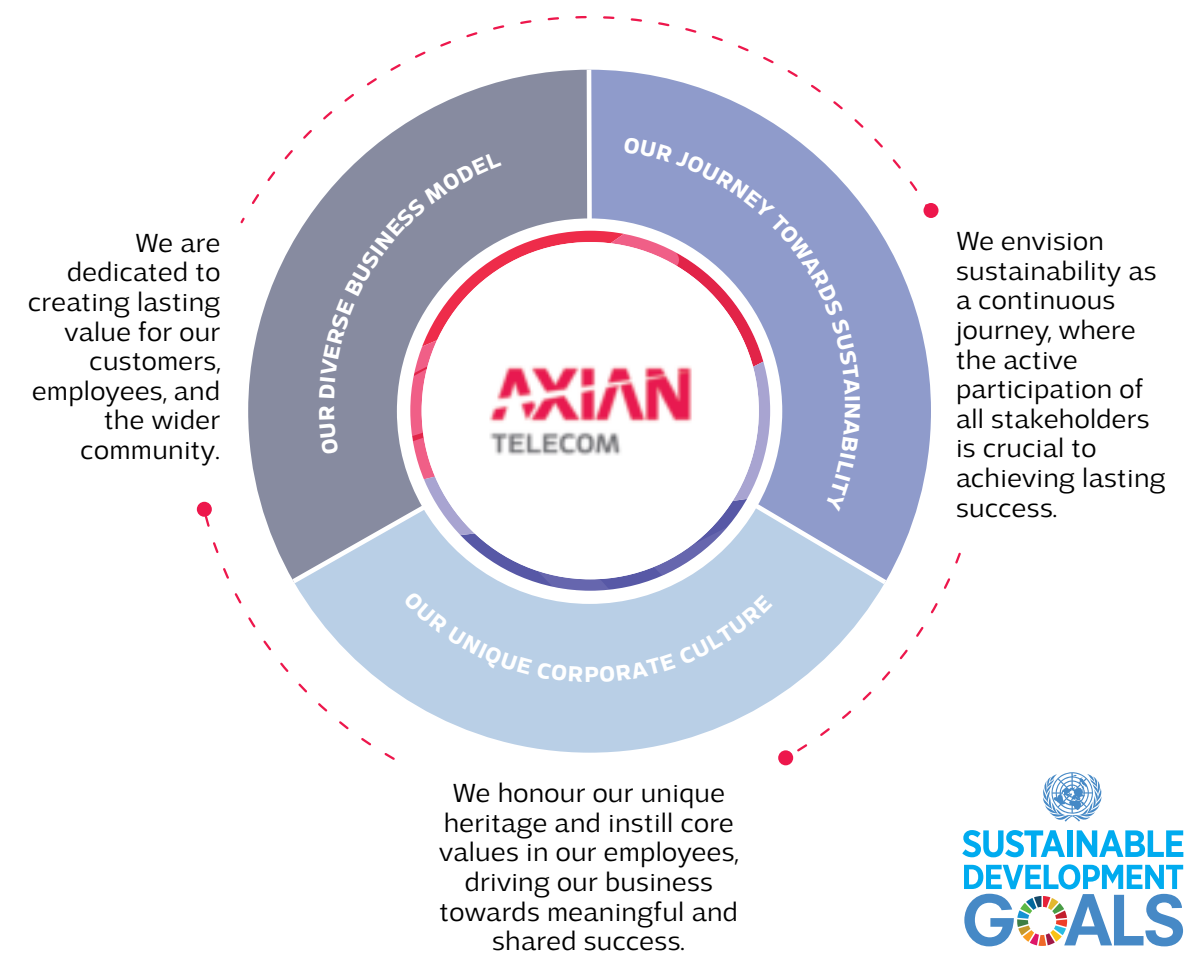 OUR DIVERSE BUSINESS MODEL
OUR JOURNEY TOWARDS SUSTAINABILITY
OUR UNIQUE CORPORATE CULTURE
AXIAN
TELECOM
We are
dedicated to
creating lasting
value for our
customers,
employees, and
the wider
community.
We envision
sustainability as
a continuous
journey, where
the active
participation of
all stakeholders
is crucial to
achieving lasting
success.
We honour our unique
heritage and instill core
values in our employees,
driving our business
towards meaningful and
shared success.
SUSTAINABLE
DEVELOPMENT
GOALS